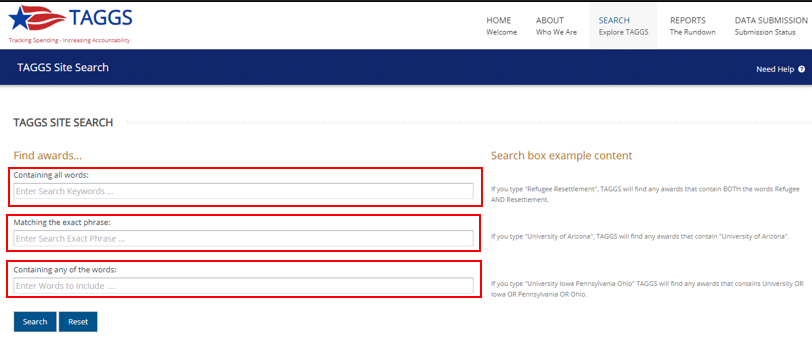 TAGGS
Tracking Spending - Increasing Accountability
HOME
Welcome
ABOUT
Who We Are
SEARCH
Explore TAGGS
REPORTS
The Rundown
DATA SUBMISSION
Submission Status
TAGGS Site Search
Need Help ?
TAGGS SITE SEARCH
Find awards...
Search box example content
Containing all words:
Enter Search Keywords ...
If you type "Refugee Resettlement", TAGGS will find any awards that contain BOTH the words Refugee
AND Resettlement.
Matching the exact phrase:
Enter Search Exact Phrase ...
If you type "University of Arizona", TAGGS will find any awards that contain "University of Arizona".
Containing any of the words:
Enter Words to Include ...
If you type "University Iowa Pennsylvania Ohio" TAGGS will find any awards that contains University OR
Iowa OR Pennsylvania OR Ohio.
Search
Reset